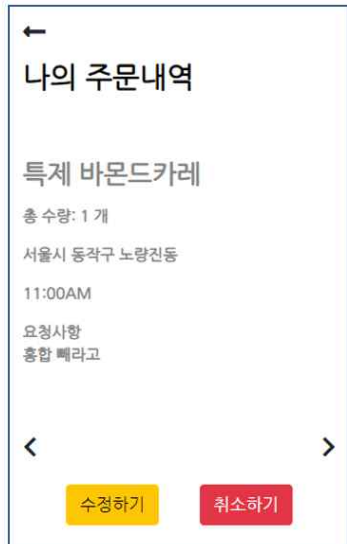 나의 주문내역
특제 바몬드카레
총 수량: 1 개
서울시 동작구 노량진동
11:00AM
요청사항
홍합 빼라고
수정하기
취소하기